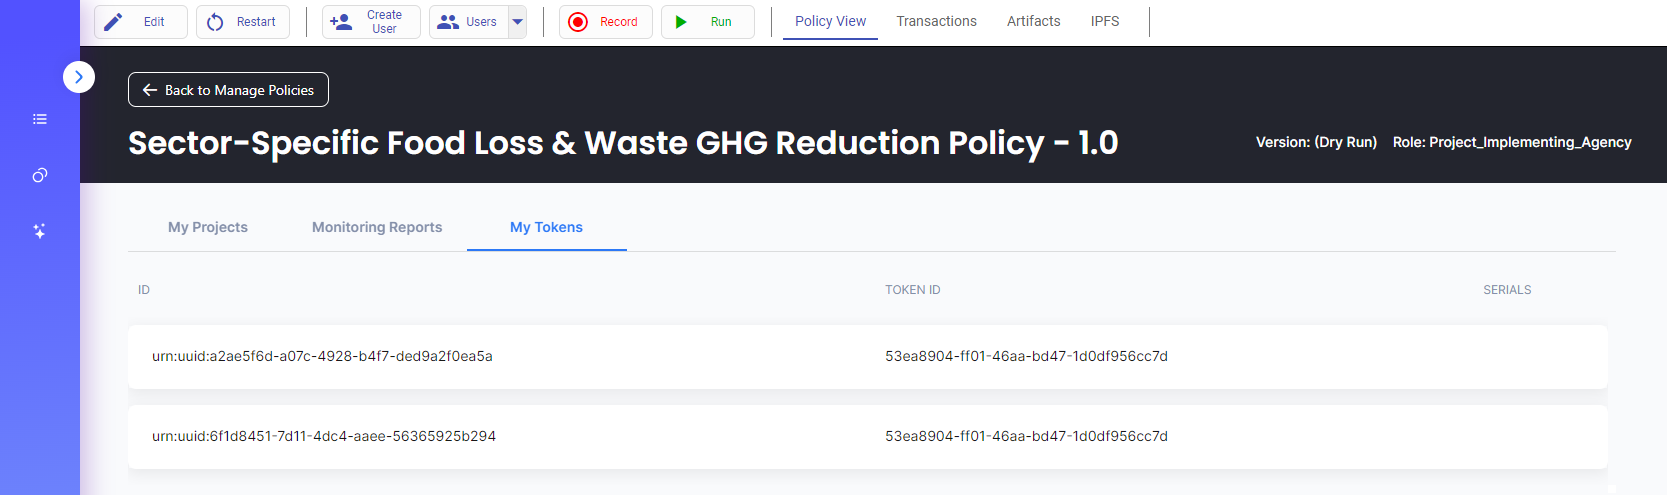 Edit
Restart
Create
User
Users
Record
Run
Policy View
Transactions
Artifacts
IPFS
Back to Manage Policies
Sector-Specific Food Loss & Waste GHG Reduction Policy - 1.0
Version: (Dry Run)
Role: Project_Implementing_Agency
My Projects
Monitoring Reports
My Tokens
ID
TOKEN ID
SERIALS
urn:uuid:a2ae5f6d-a07c-4928-b4f7-ded9a2f0ea5a
53ea8904-ff01-46aa-bd47-1d0df956cc7d
urn:uuid:6f1d8451-7d11-4dc4-aaee-56365925b294
53ea8904-ff01-46aa-bd47-1d0df956cc7d